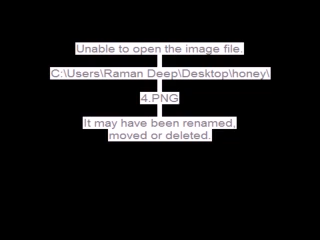 Unable to open the image file.
C:\Users\Raman Deep\Desktop\honey\
4.PNG
It may have been renamed,
moved or deleted.